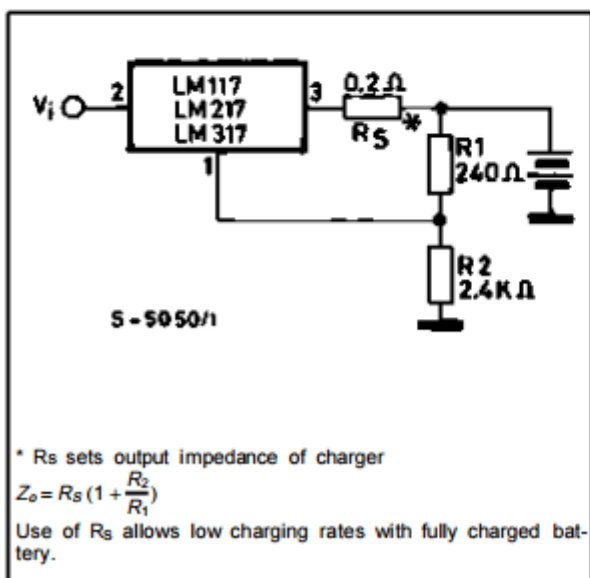 LM117
LM217
LM317
Vi
2
3
1
0.2Ω
RS
*
R1
240Ω
R2
2.4KΩ
S-5050/1
* Rs sets output impedance of charger
Zo = RS (1 + R2/R1)
Use of Rs allows low charging rates with fully charged bat-
tery.